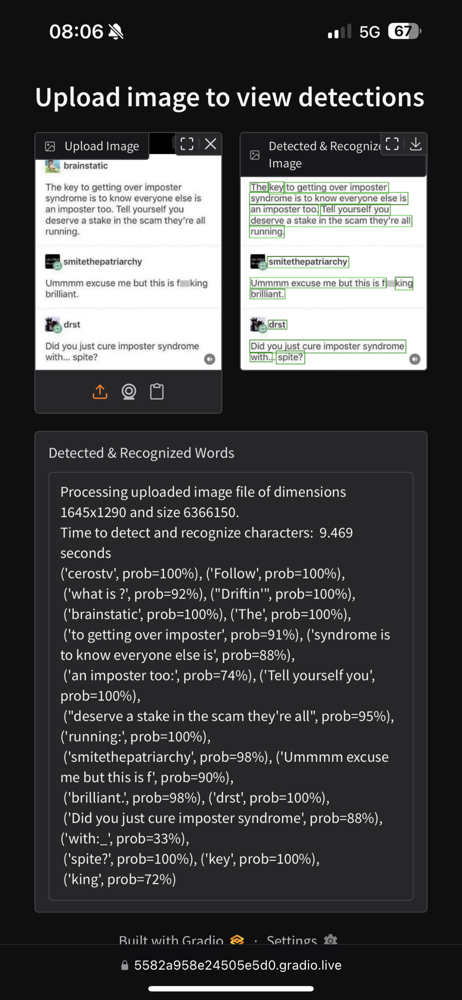 08:06
5G 67
Upload image to view detections
Upload Image
brainstatic
The key to getting over imposter
syndrome is to know everyone else is
an imposter too. Tell yourself you
deserve a stake in the scam they're all
running.
smitethepatriarchy
Ummmm excuse me but this is f king
brilliant.
drst
Did you just cure imposter syndrome
with... spite?
Detected & Recognize
Image
The key to getting over imposter
syndrome is to know everyone else is
an imposter too. Tell yourself you
deserve a stake in the scam they're all
running.
smitethepatriarchy
Ummmm excuse me but this is f king
brilliant.
drst
Did you just cure imposter syndrome
with... spite?
Detected & Recognized Words
Processing uploaded image file of dimensions
1645x1290 and size 6366150.
Time to detect and recognize characters:  9.469
seconds
('cerostv', prob=100%), ('Follow', prob=100%),
('what is ?', prob=92%), ("Driftin'", prob=100%),
('brainstatic', prob=100%), ('The', prob=100%),
('to getting over imposter', prob=91%), ('syndrome is
to know everyone else is', prob=88%),
('an imposter too:', prob=74%), ('Tell yourself you',
prob=100%),
("deserve a stake in the scam they're all", prob=95%),
('running:', prob=100%),
('smitethepatriarchy', prob=98%), ('Ummmm excuse
me but this is f', prob=90%),
('brilliant.', prob=98%), ('drst', prob=100%),
('Did you just cure imposter syndrome', prob=88%),
('with:_', prob=33%),
('spite?', prob=100%), ('key', prob=100%),
('king', prob=72%)
Built with Gradio · Settings
5582a958e24505e5d0.gradio.live